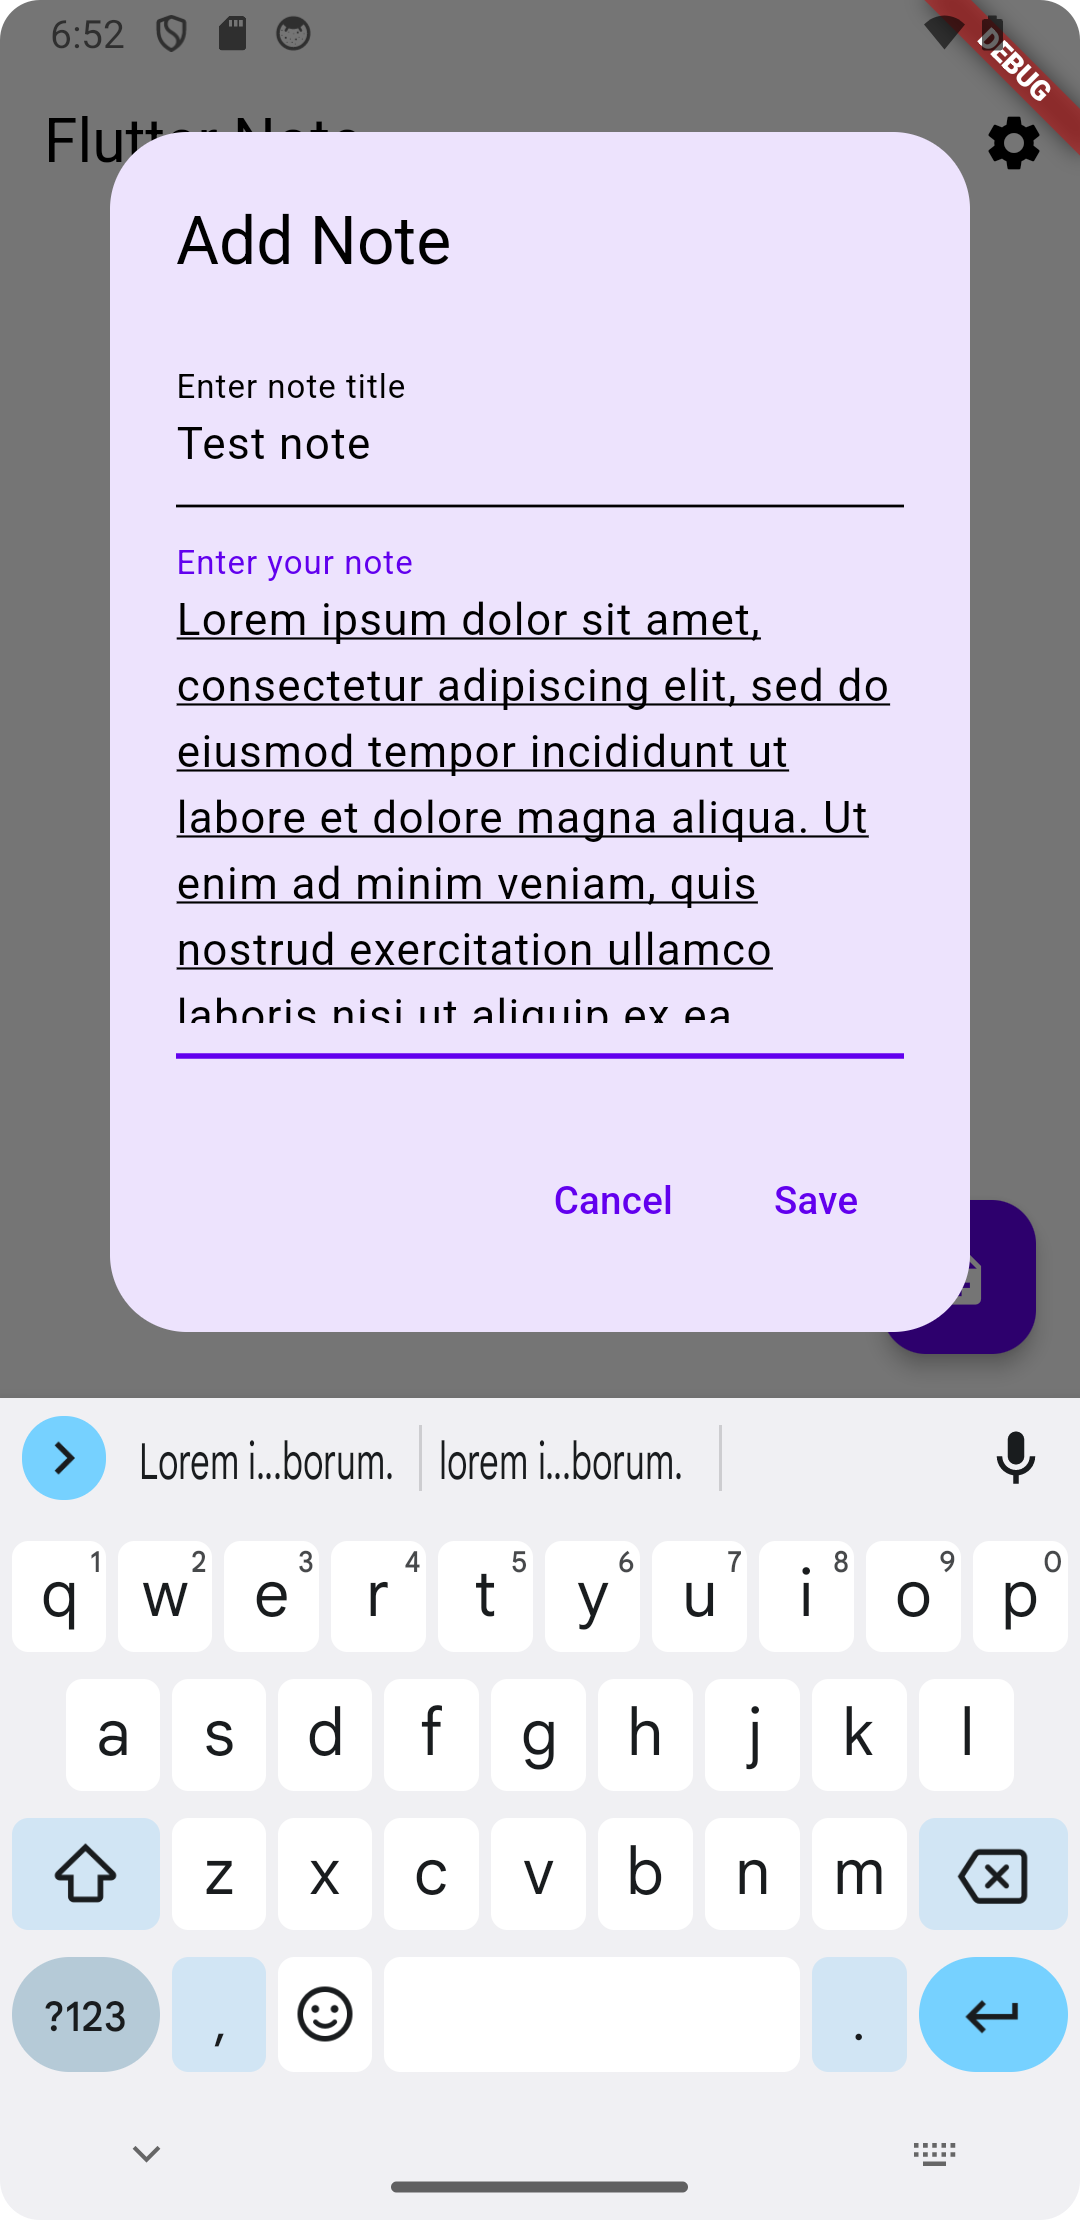 6:52
DEBUG
Flutter Note
Add Note
Enter note title
Test note
Enter your note
Lorem ipsum dolor sit amet,
consectetur adipiscing elit, sed do
eiusmod tempor incididunt ut
labore et dolore magna aliqua. Ut
enim ad minim veniam, quis
nostrud exercitation ullamco
laboris nisi ut aliquip ex ea
Cancel Save
Lorem i...borum. lorem i...borum.
q 1 w 2 e 3 r 4 t 5 y 6 u 7 i 8 o 9 p 0
a s d f g h j k l
z x c v b n m
?123 , .